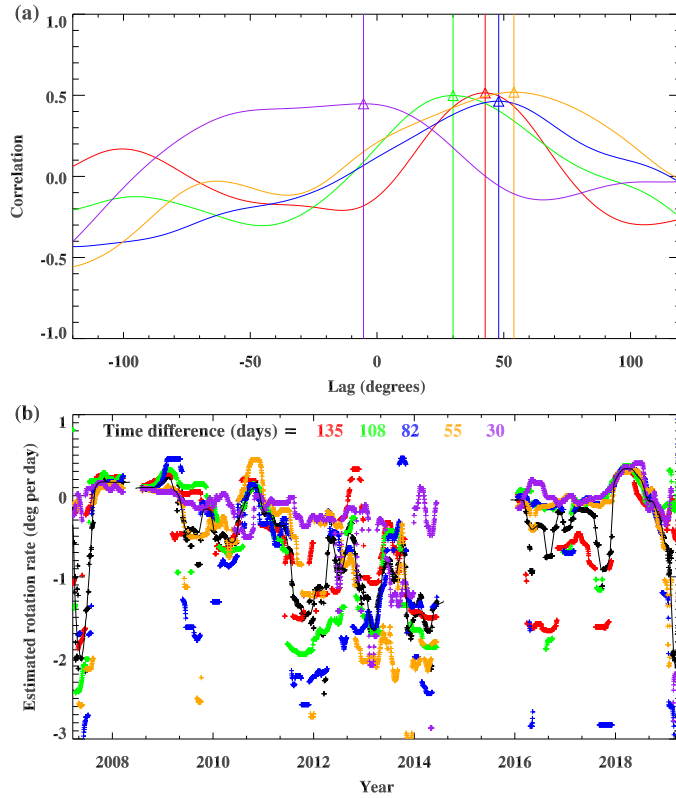 (a)
1.0
0.5
0.0
-0.5
-1.0
Correlation
-100 -50 0 50 100
Lag (degrees)
(b)
Time difference (days) = 135 108 82 55 30
1
0
-1
-2
-3
Estimated rotation rate (deg per day)
2008 2010 2012 2014 2016 2018
Year